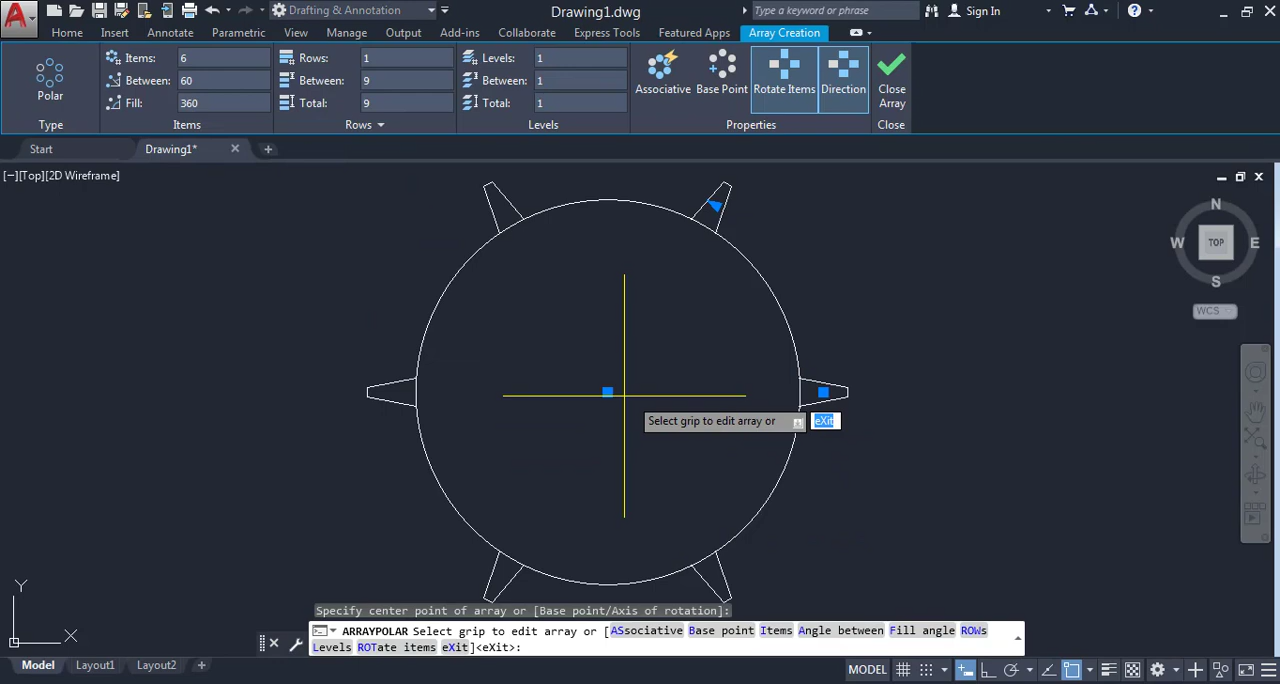 Drafting & Annotation
Drawing1.dwg
Type a keyword or phrase
Sign In
Home Insert Annotate Parametric View Manage Output Add-ins Collaborate Express Tools Featured Apps Array Creation
Polar
Type
Items: 6
Between: 60
Fill: 360
Items
Rows: 1
Between: 9
Total: 9
Rows
Levels: 1
Between: 1
Total: 1
Levels
Associative
Base Point
Rotate Items
Direction
Properties
Close
Array
Close
Start
Drawing1*
[−][Top][2D Wireframe]
N
W
TOP
E
S
WCS
Select grip to edit array or
eXit
Y
X
Specify center point of array or [Base point/Axis of rotation]:
ARRAYPOLAR Select grip to edit array or [ASsociative Base point Items Angle between Fill angle ROWs
Levels ROTate items eXit]<eXit>:
Model Layout1 Layout2
MODEL